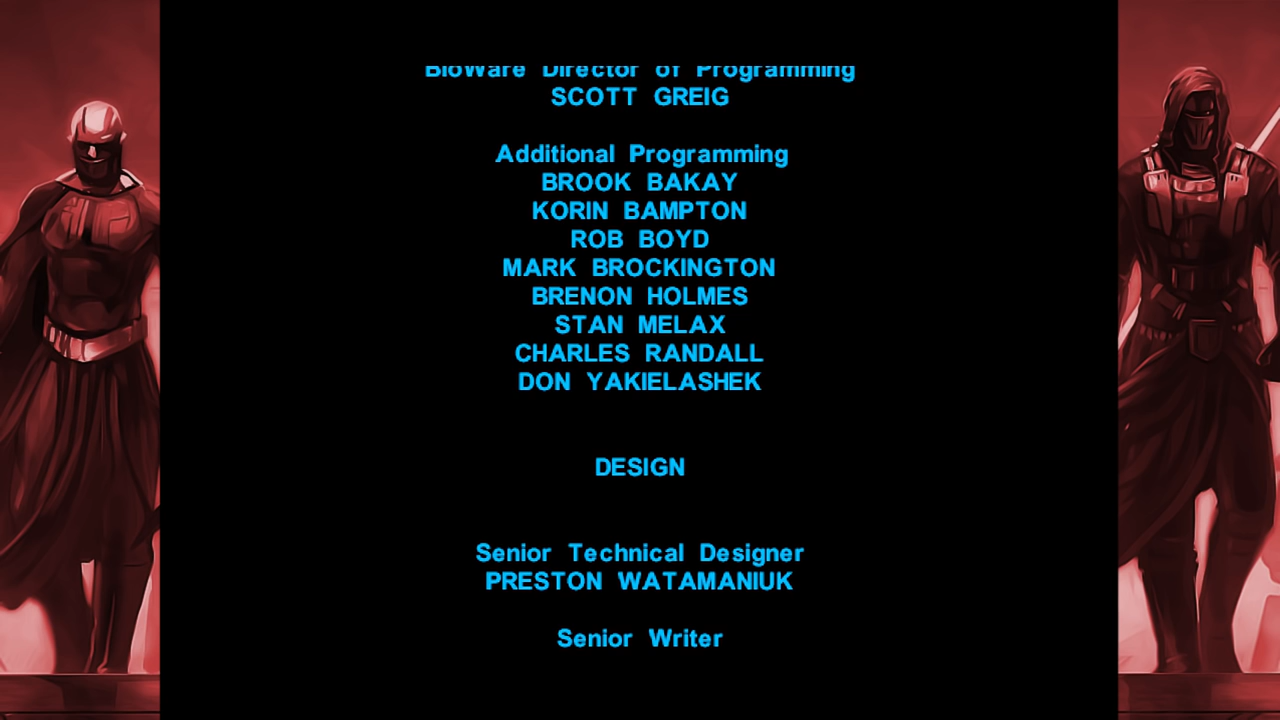 BioWare Director of Programming
SCOTT GREIG
Additional Programming
BROOK BAKAY
KORIN BAMPTON
ROB BOYD
MARK BROCKINGTON
BRENON HOLMES
STAN MELAX
CHARLES RANDALL
DON YAKIELASHEK
DESIGN
Senior Technical Designer
PRESTON WATAMANIUK
Senior Writer